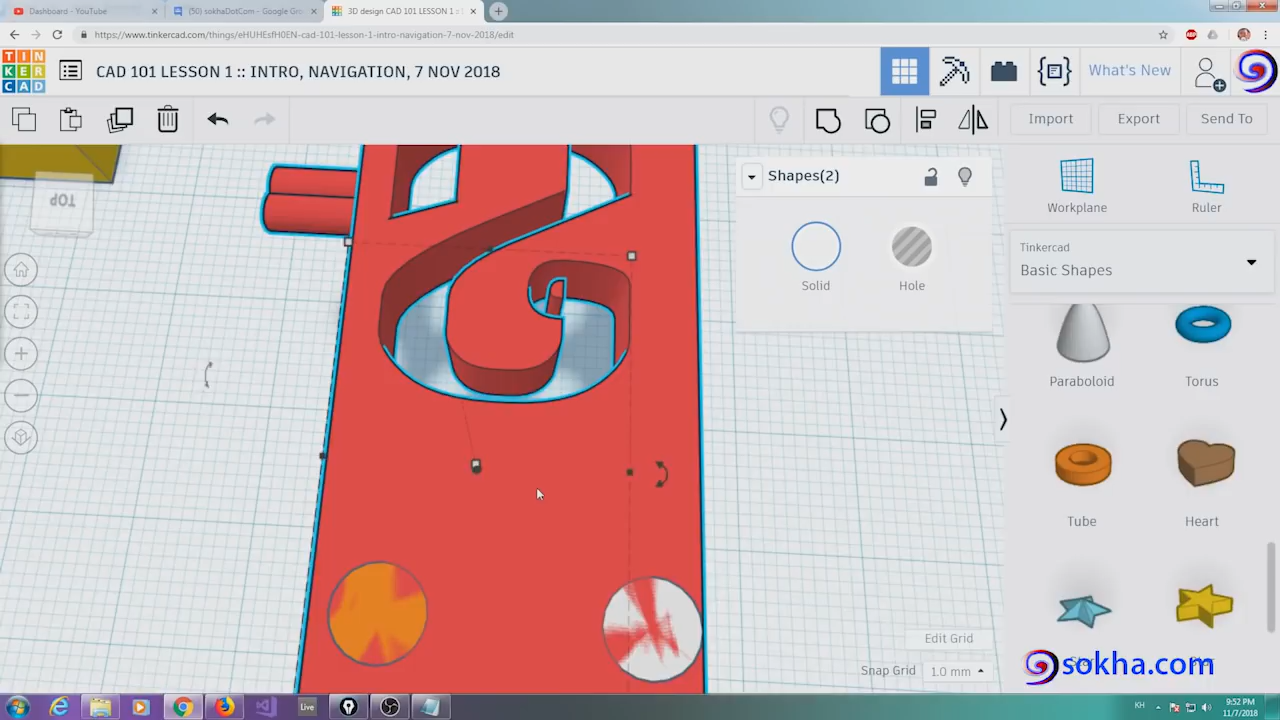 Dashboard - YouTube
(50) sokhaDotCom - Google Gro
3D design CAD 101 LESSON 1 :
https://www.tinkercad.com/things/eHUHEsfH0EN-cad-101-lesson-1-intro-navigation-7-nov-2018/edit
TIN
KER
CAD
CAD 101 LESSON 1 :: INTRO, NAVIGATION, 7 NOV 2018
What's New
Import
Export
Send To
TOP
Shapes(2)
Solid
Hole
Workplane
Ruler
Tinkercad
Basic Shapes
Paraboloid
Torus
Tube
Heart
Edit Grid
Snap Grid
1.0 mm
sokha.com
Live
KH
9:52 PM
11/7/2018